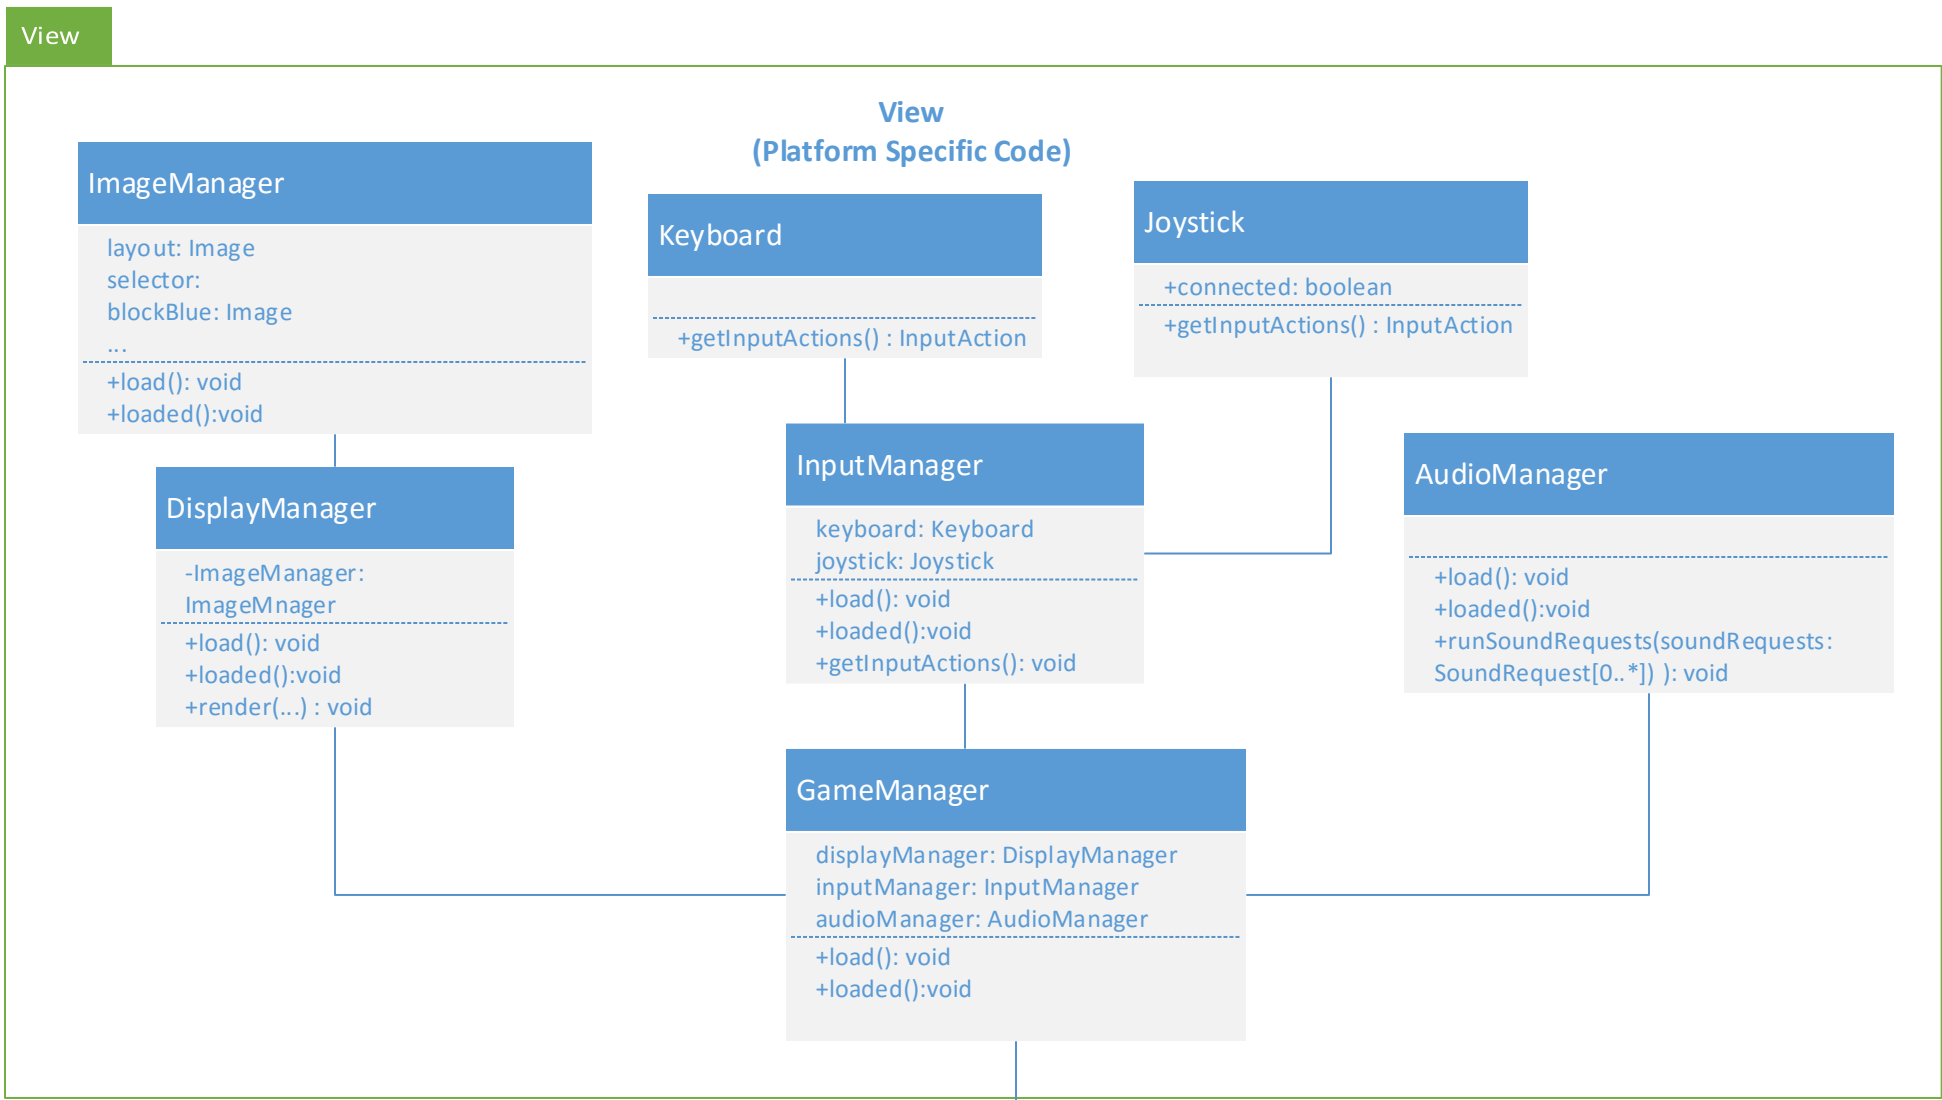 View
View
(Platform Specific Code)
ImageManager
layout: Image
selector:
blockBlue: Image
...
+load(): void
+loaded():void
Keyboard
+getInputActions() : InputAction
Joystick
+connected: boolean
+getInputActions() : InputAction
DisplayManager
-ImageManager:
ImageMnager
+load(): void
+loaded():void
+render(...) : void
InputManager
keyboard: Keyboard
joystick: Joystick
+load(): void
+loaded():void
+getInputActions(): void
AudioManager
+load(): void
+loaded():void
+runSoundRequests(soundRequests:
SoundRequest[0..*]) ): void
GameManager
displayManager: DisplayManager
inputManager: InputManager
audioManager: AudioManager
+load(): void
+loaded():void